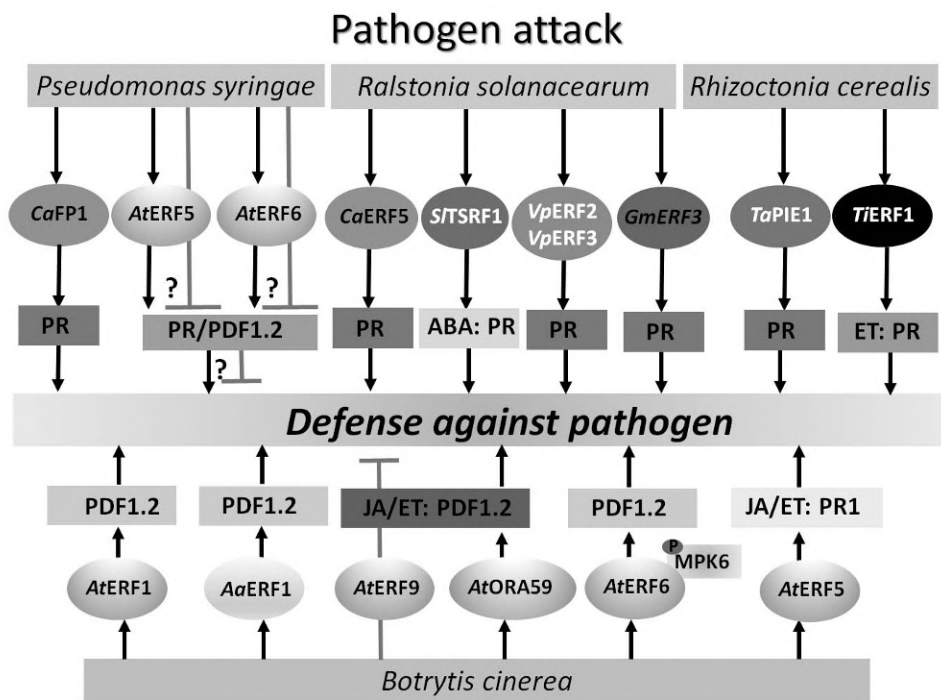 Pathogen attack
Pseudomonas syringae
Ralstonia solanacearum
Rhizoctonia cerealis
CaFP1
AtERF5
AtERF6
CaERF5
SlTSRF1
VpERF2
VpERF3
GmERF3
TaPIE1
TiERF1
?
?
PR
PR/PDF1.2
PR
ABA: PR
PR
PR
PR
ET: PR
?
Defense against pathogen
PDF1.2
PDF1.2
JA/ET: PDF1.2
PDF1.2
JA/ET: PR1
P
MPK6
AtERF1
AaERF1
AtERF9
AtORA59
AtERF6
AtERF5
Botrytis cinerea